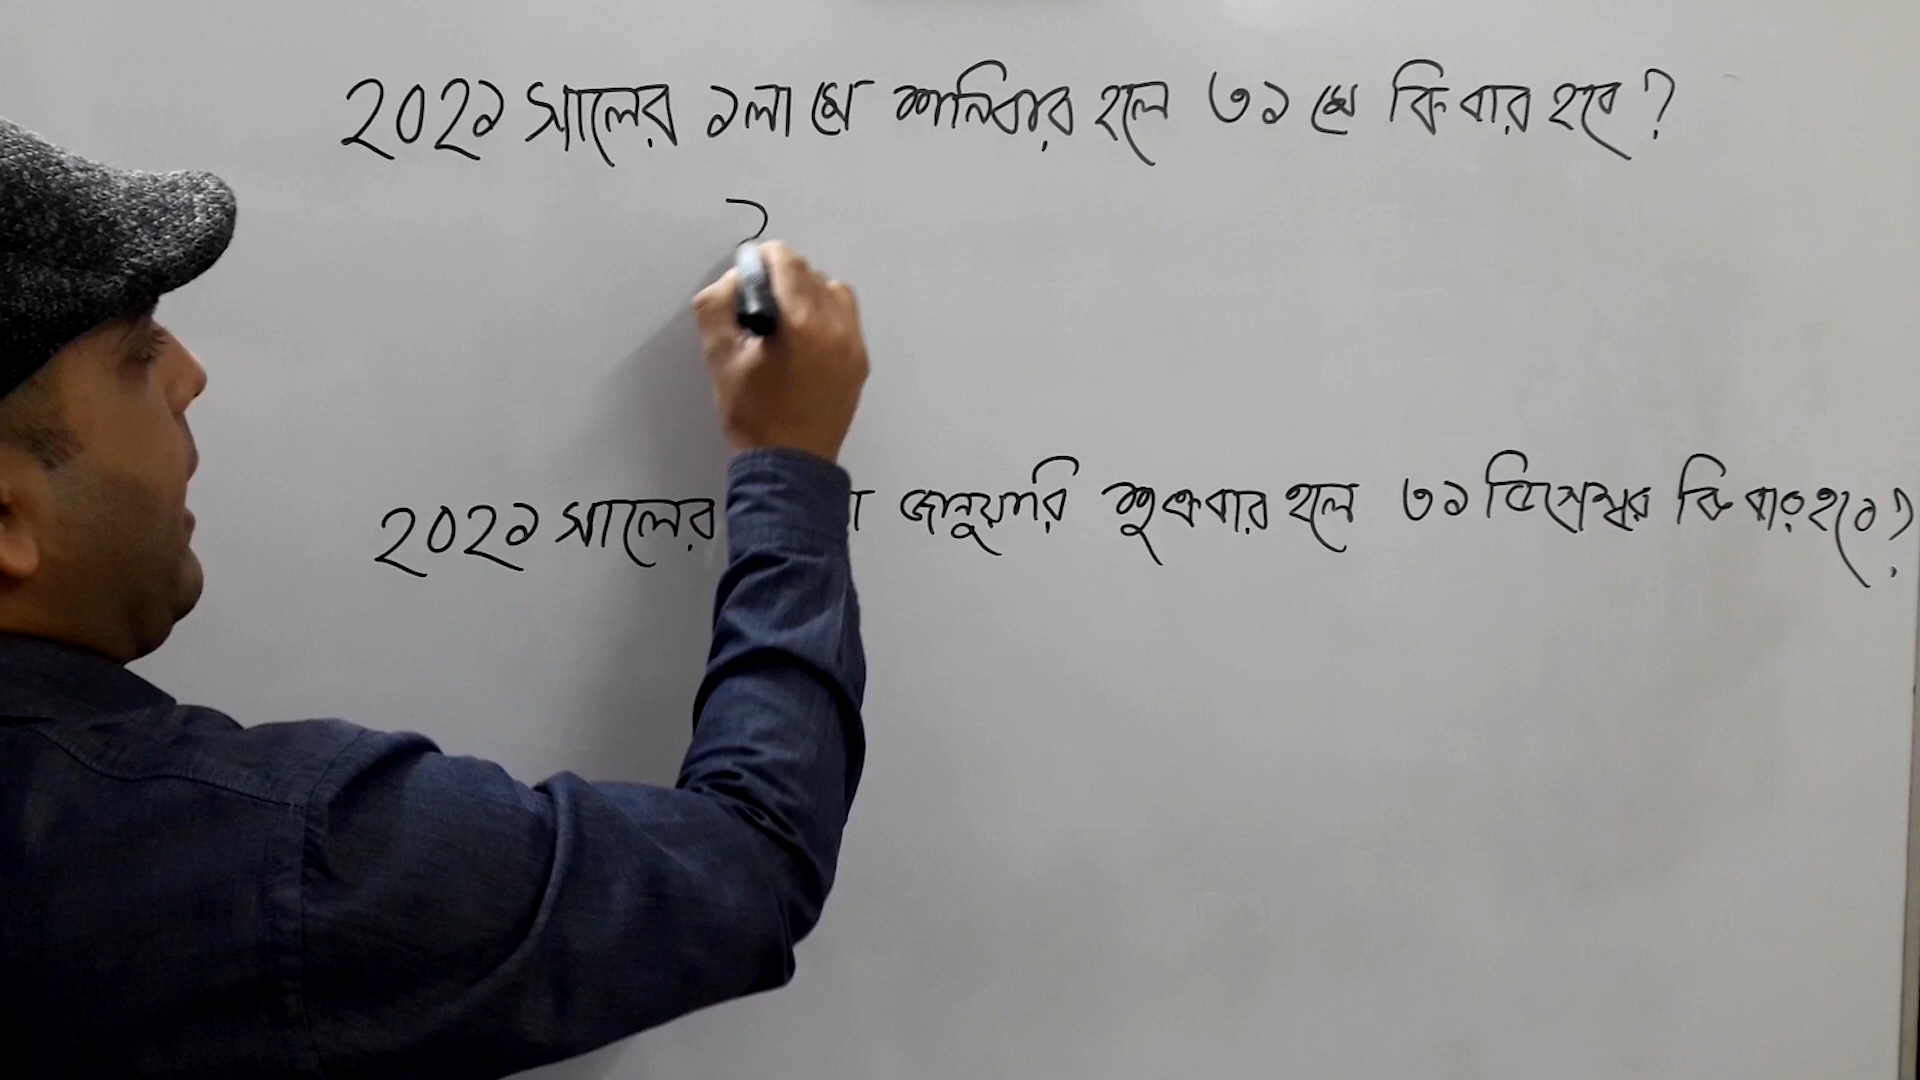 ২০২১ সালের ১লা মে শনিবার হলে ৩১ মে কি বার হবে?
২০২১ সালের জানুয়ারি শুক্রবার হলে ৩১ ডিসেম্বর কি বার হবে?